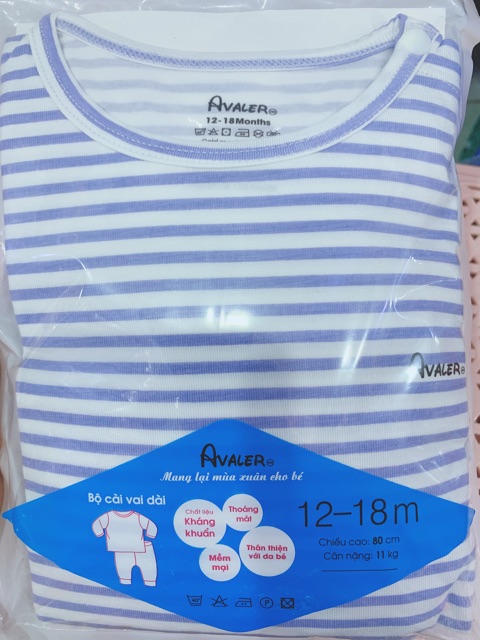 AVALER
12-18Months
AVALER
AVALER
Mang lại mùa xuân cho bé
Bộ cài vai dài
Chất liệu
Kháng
khuẩn
Thoáng
mát
Mềm
mại
Thân thiện
với da bé
12-18m
Chiều cao: 80 cm
Cân nặng: 11 kg